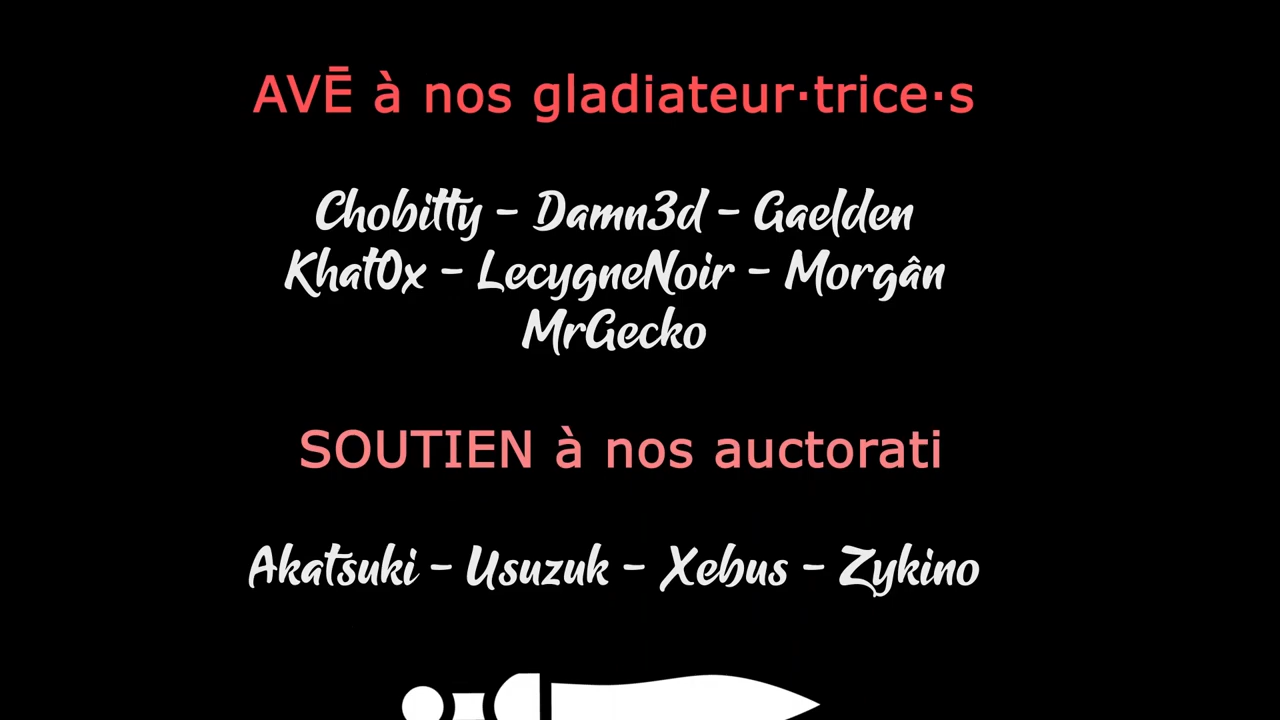 AVĒ à nos gladiateur·trice·s
Chobitty - Damn3d - Gaelden
Khat0x - LecygneNoir - Morgân
MrGecko
SOUTIEN à nos auctorati
Akatsuki - Usuzuk - Xebus - Zykino